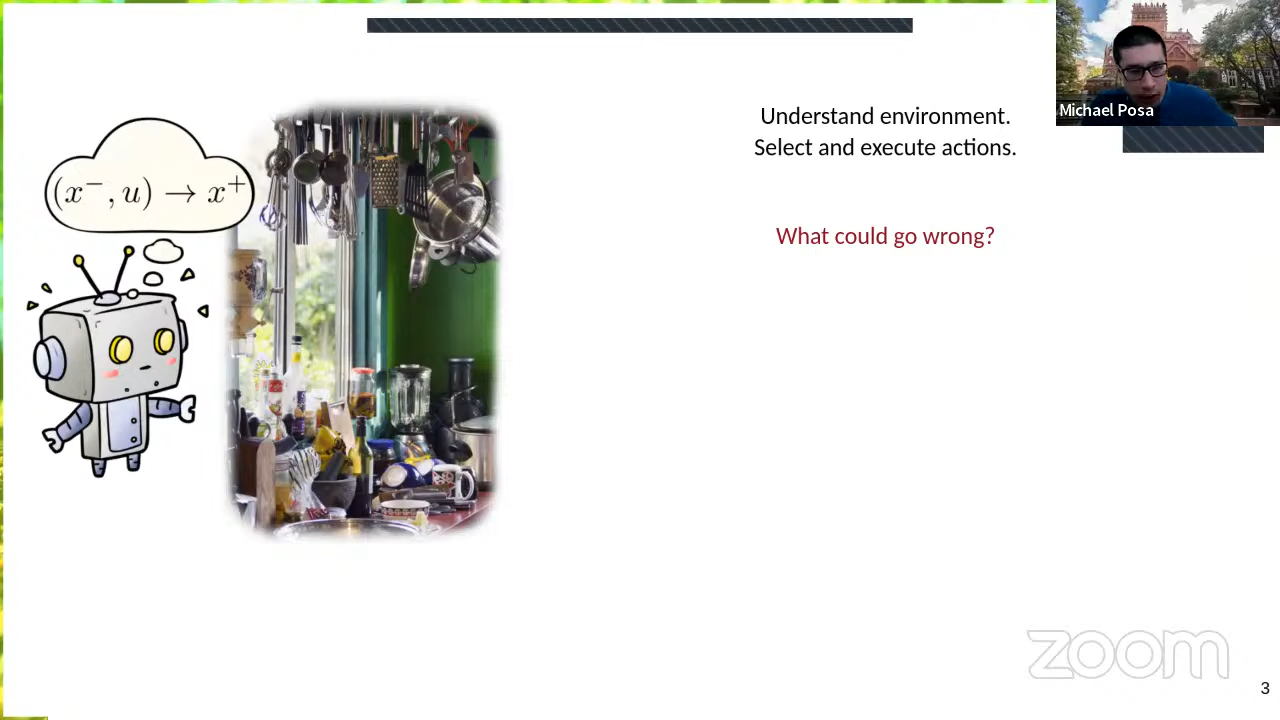 Michael Posa
Understand environment.
Select and execute actions.
(x⁻, u) → x⁺
What could go wrong?
zoom
3